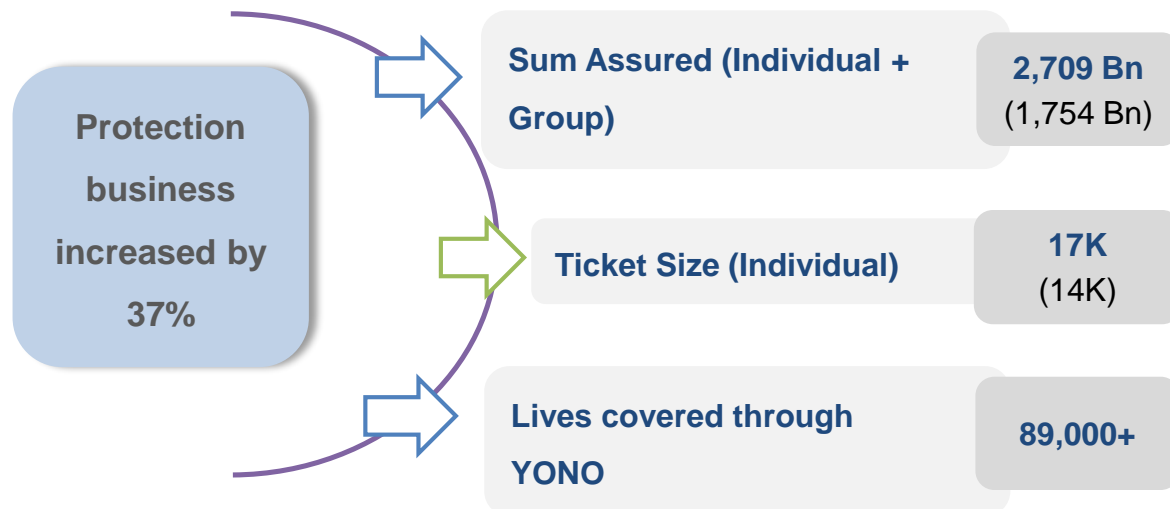 Protection
business
increased by
37%
Sum Assured (Individual +
Group)
2,709 Bn
(1,754 Bn)
Ticket Size (Individual)
17K
(14K)
Lives covered through
YONO
89,000+